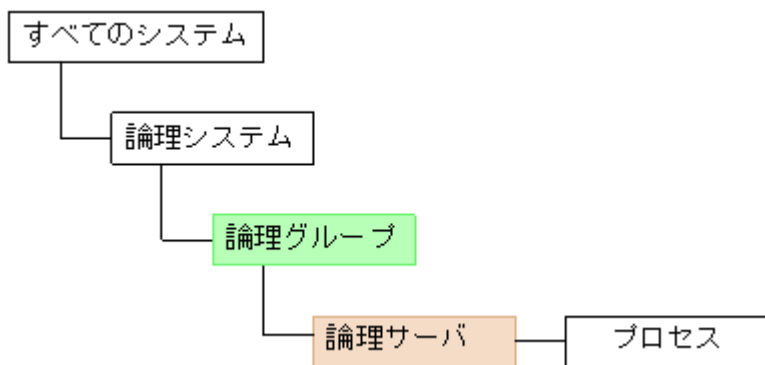 すべてのシステム
論理システム
論理グループ
論理サーバ
プロセス